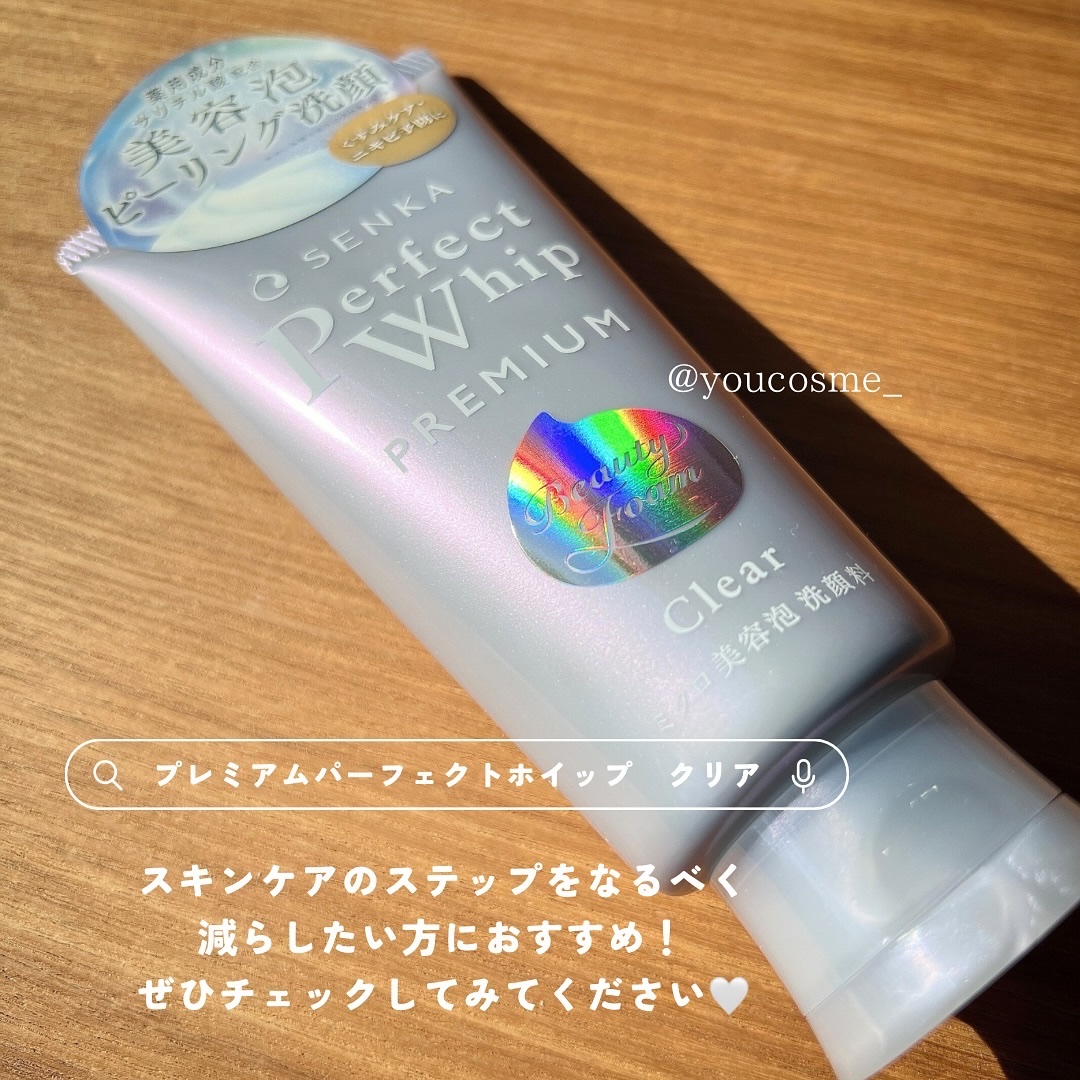 薬用成分
サリチル酸配合
美容泡
ピーリング洗顔
くすみケア・
ニキビ予防に
SENKA
Perfect
Whip
PREMIUM
@youcosme_
Beauty
foam
Clear
ミクロ美容泡 洗顔料
プレミアムパーフェクトホイップ　クリア
スキンケアのステップをなるべく
減らしたい方におすすめ！
ぜひチェックしてみてください🤍